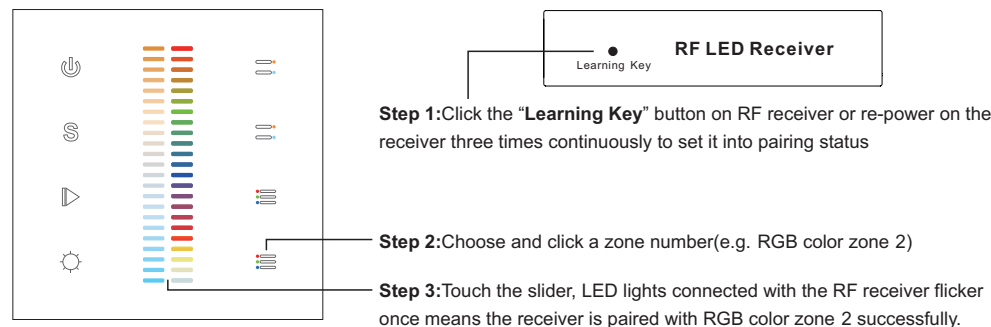 S
RF LED Receiver
Learning Key
Step 1:Click the “Learning Key” button on RF receiver or re-power on the
receiver three times continuously to set it into pairing status
Step 2:Choose and click a zone number(e.g. RGB color zone 2)
Step 3:Touch the slider, LED lights connected with the RF receiver flicker
once means the receiver is paired with RGB color zone 2 successfully.